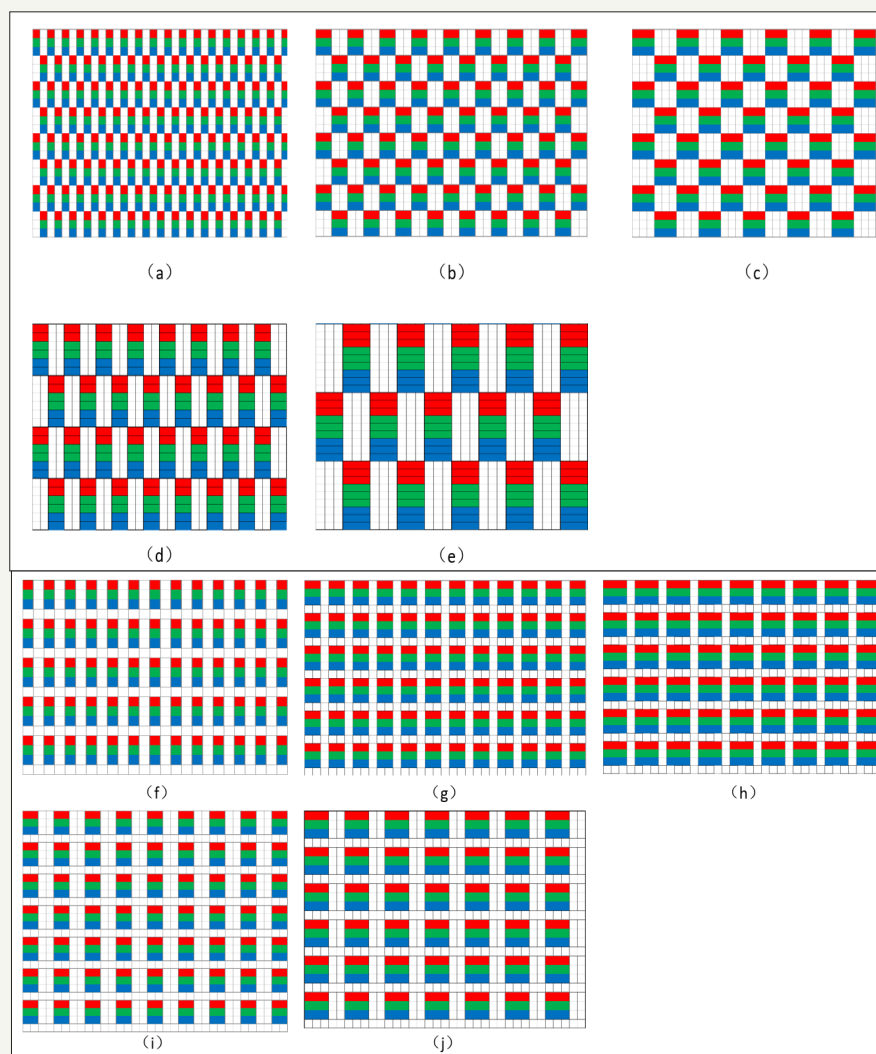 （a）
（b）
（c）
（d）
（e）
（f）
（g）
（h）
（i）
（j）